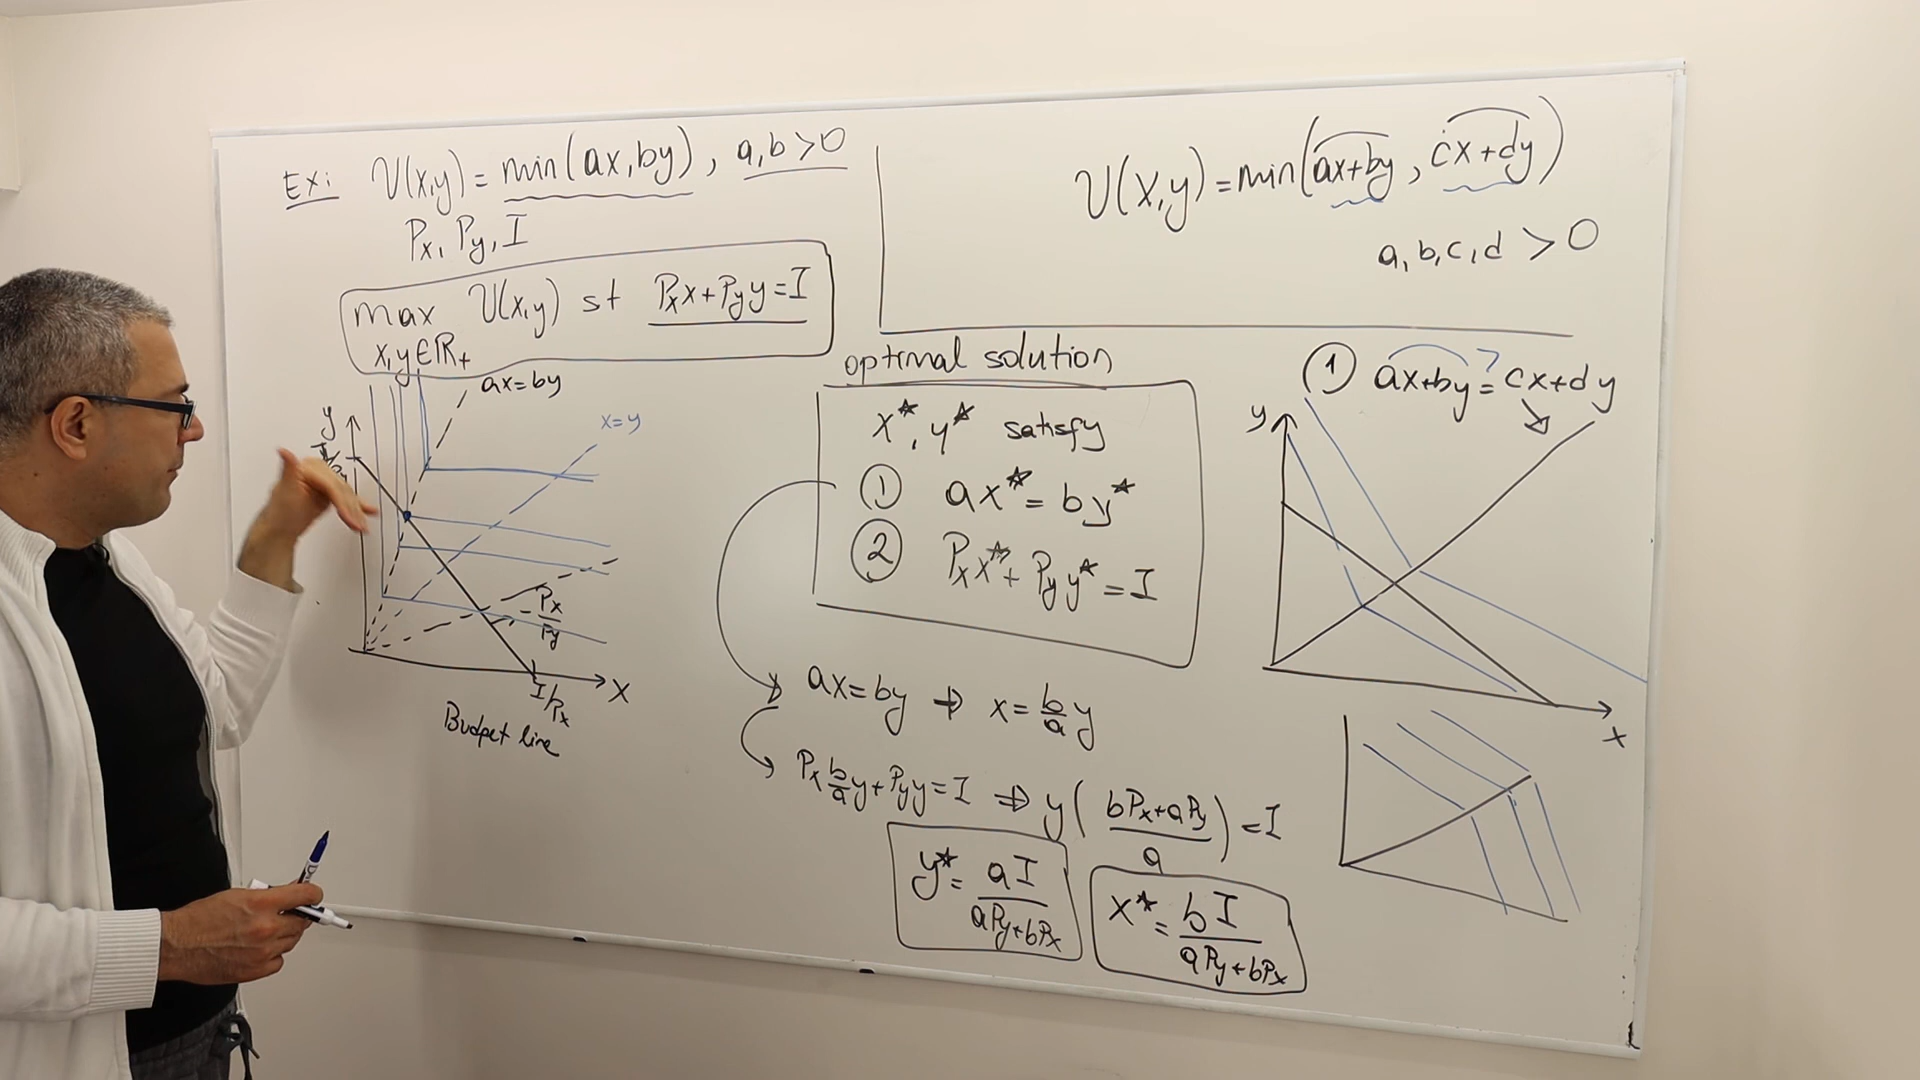 Ex: U(x,y) = min(ax,by), a,b>0
Px, Py, I
max U(x,y) st Pxx+Pyy=I
x,y∈ℝ+
ax=by
x=y
y
I/Py
Px/Py
I/Px
x
Budget line
U(x,y)=min(ax+by, cx+dy)
a,b,c,d >0
optimal solution
x*,y* satisfy
① ax*=by*
② Pxx*+Pyy*=I
ax=by ⇒ x=b/a y
Px b/a y+Pyy=I ⇒ y( bPx+aPy / a )=I
y*= aI / aPy+bPx
x*= bI / aPy+bPx
① ax+by=cx+dy
?
y
x